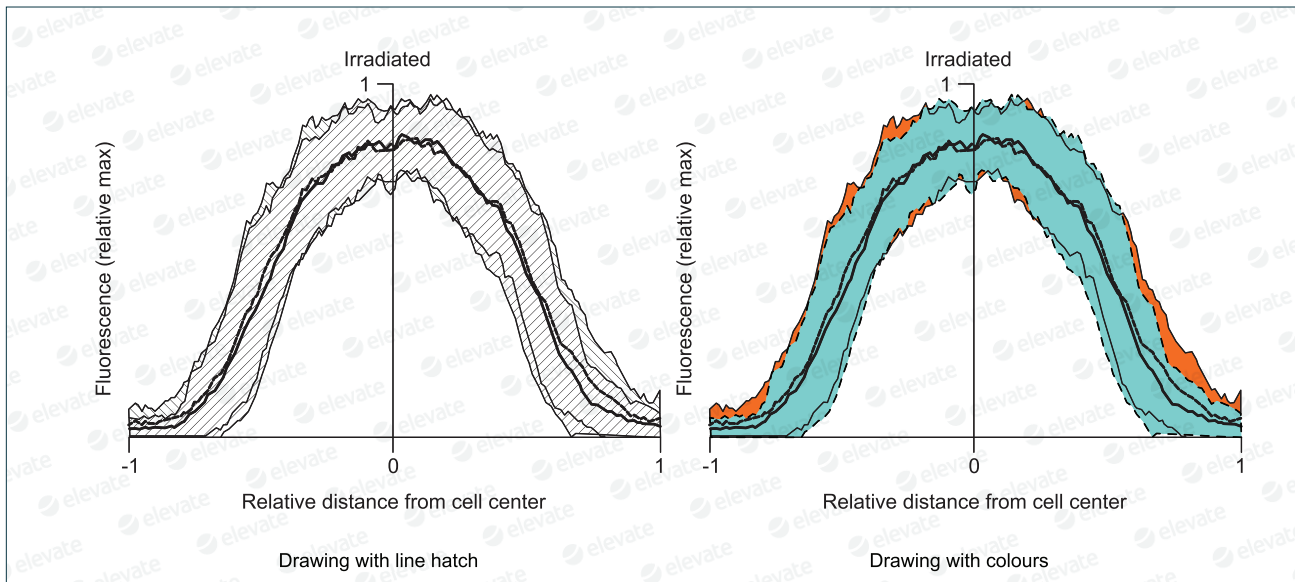 Irradiated
1
Fluorescence (relative max)
-1 0 1
Relative distance from cell center
Drawing with line hatch
Irradiated
1
Fluorescence (relative max)
-1 0 1
Relative distance from cell center
Drawing with colours
elevate